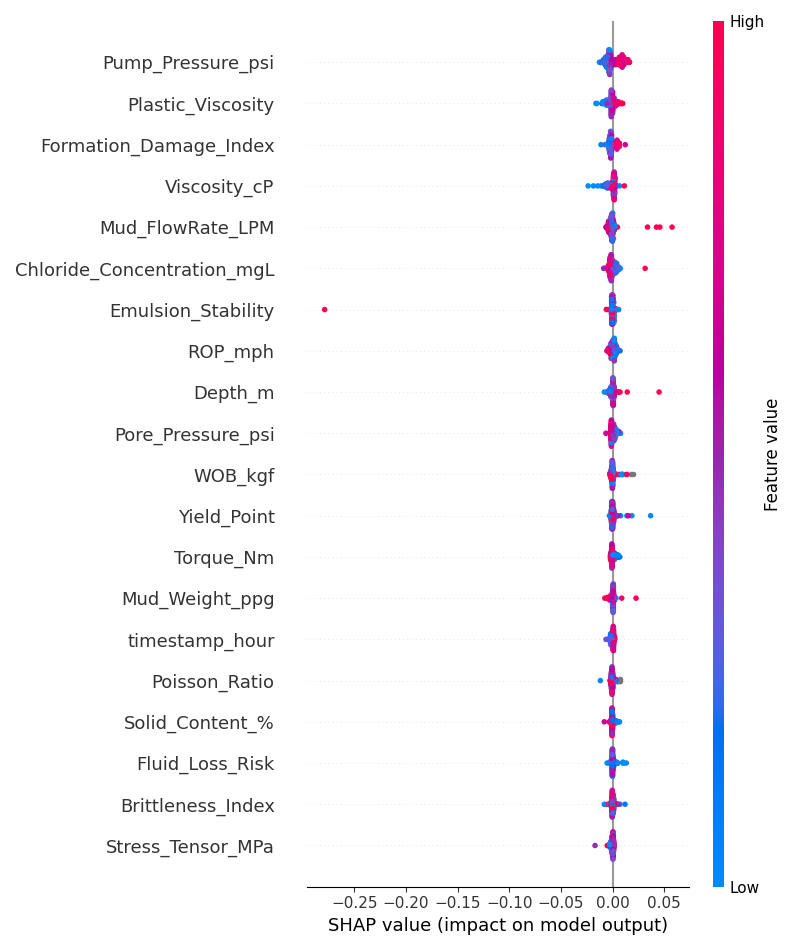 High
Pump_Pressure_psi
Plastic_Viscosity
Formation_Damage_Index
Viscosity_cP
Mud_FlowRate_LPM
Chloride_Concentration_mgL
Emulsion_Stability
ROP_mph
Depth_m
Pore_Pressure_psi
WOB_kgf
Yield_Point
Torque_Nm
Mud_Weight_ppg
timestamp_hour
Poisson_Ratio
Solid_Content_%
Fluid_Loss_Risk
Brittleness_Index
Stress_Tensor_MPa
Feature value
Low
−0.25 −0.20 −0.15 −0.10 −0.05 0.00 0.05
SHAP value (impact on model output)